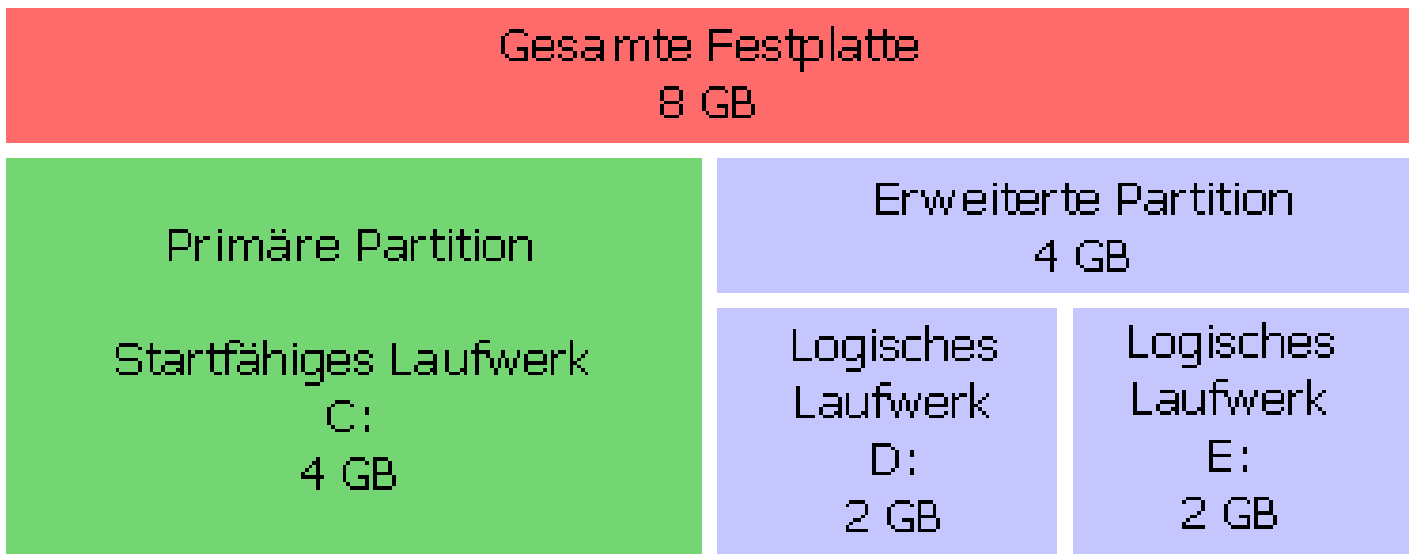 Gesamte Festplatte
8 GB
Primäre Partition
Startfähiges Laufwerk
C:
4 GB
Erweiterte Partition
4 GB
Logisches
Laufwerk
D:
2 GB
Logisches
Laufwerk
E:
2 GB